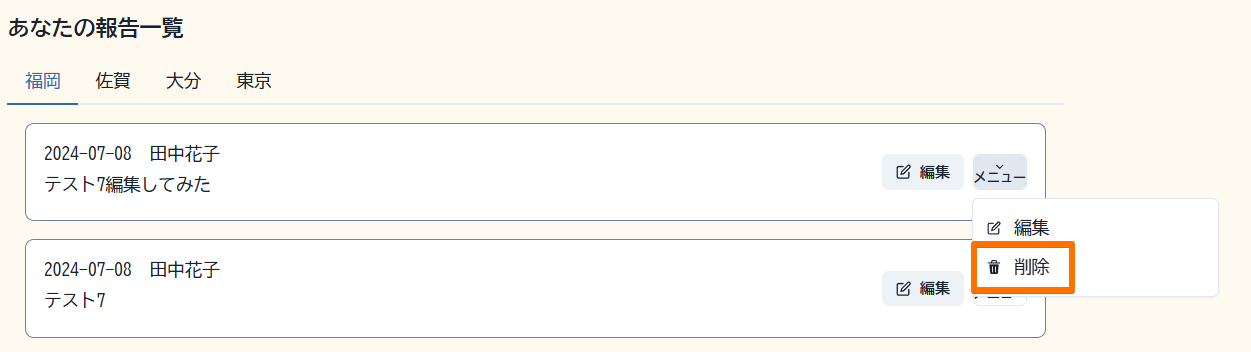 あなたの報告一覧
福岡 佐賀 大分 東京
2024-07-08 田中花子
テスト7編集してみた
編集 メニュー
編集
削除
2024-07-08 田中花子
テスト7
編集